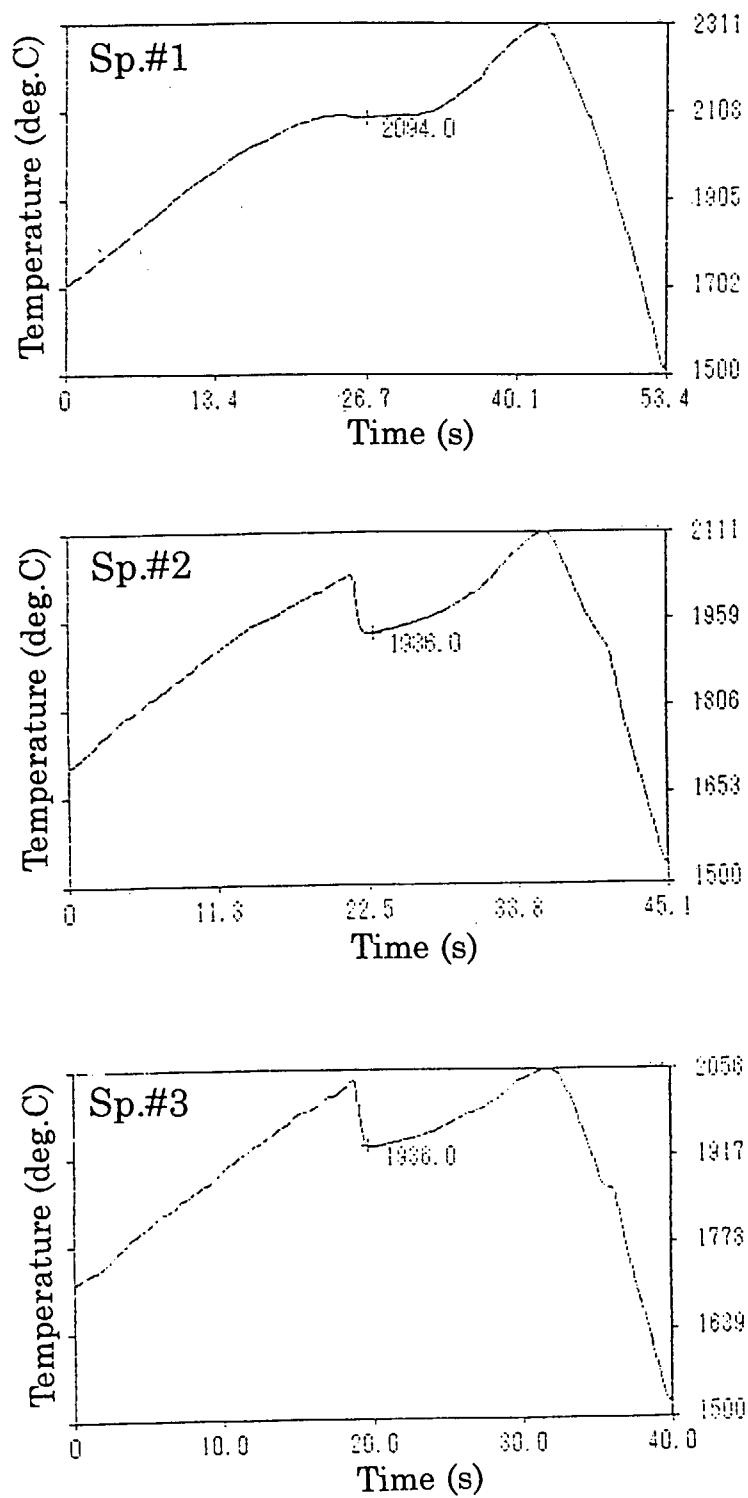 Sp.#1
Temperature (deg.C)
2094.0
2311
2108
1905
1702
1500
0 13.4 26.7 40.1 53.4
Time (s)
Sp.#2
Temperature (deg.C)
1936.0
2111
1959
1806
1653
1500
0 11.3 22.5 33.8 45.1
Time (s)
Sp.#3
Temperature (deg.C)
1936.0
2056
1917
1778
1639
1500
0 10.0 20.0 30.0 40.0
Time (s)